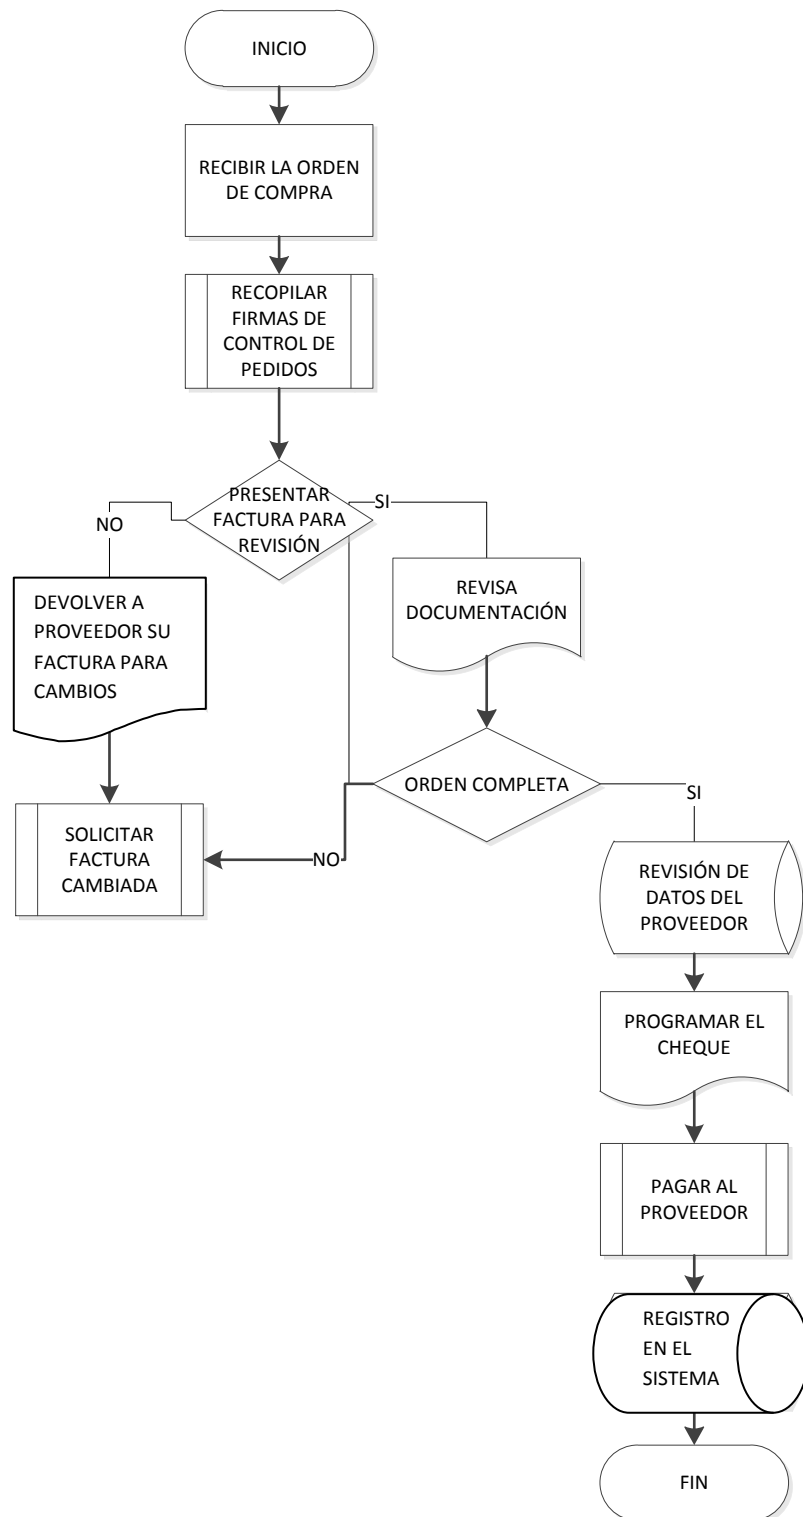 INICIO
RECIBIR LA ORDEN
DE COMPRA
RECOPILAR
FIRMAS DE
CONTROL DE
PEDIDOS
PRESENTAR
FACTURA PARA
REVISIÓN
NO
SI
DEVOLVER A
PROVEEDOR SU
FACTURA PARA
CAMBIOS
REVISA
DOCUMENTACIÓN
ORDEN COMPLETA
SI
NO
SOLICITAR
FACTURA
CAMBIADA
REVISIÓN DE
DATOS DEL
PROVEEDOR
PROGRAMAR EL
CHEQUE
PAGAR AL
PROVEEDOR
REGISTRO
EN EL
SISTEMA
FIN